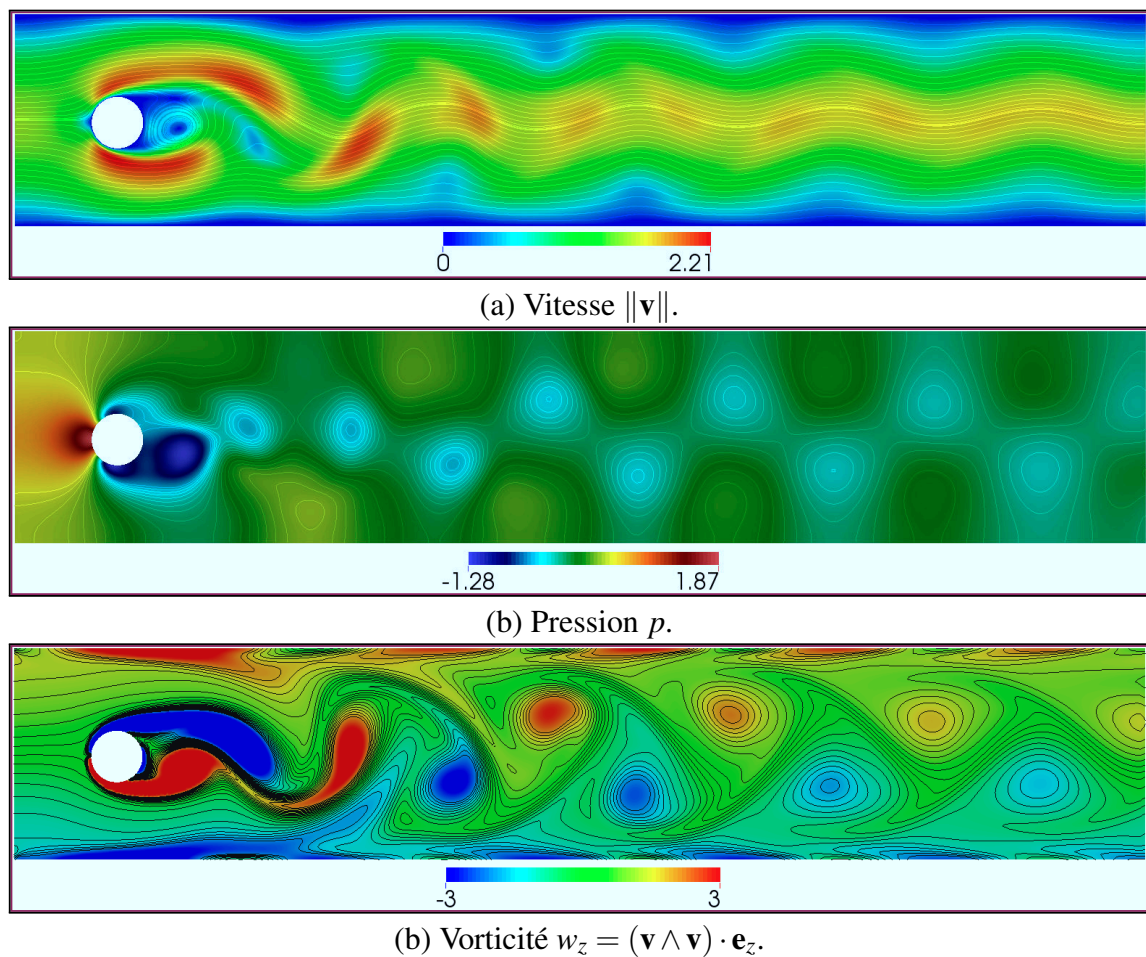 0 2.21
(a) Vitesse ‖v‖.
-1.28 1.87
(b) Pression p.
-3 3
(b) Vorticité w_z = (v ∧ v) · e_z.